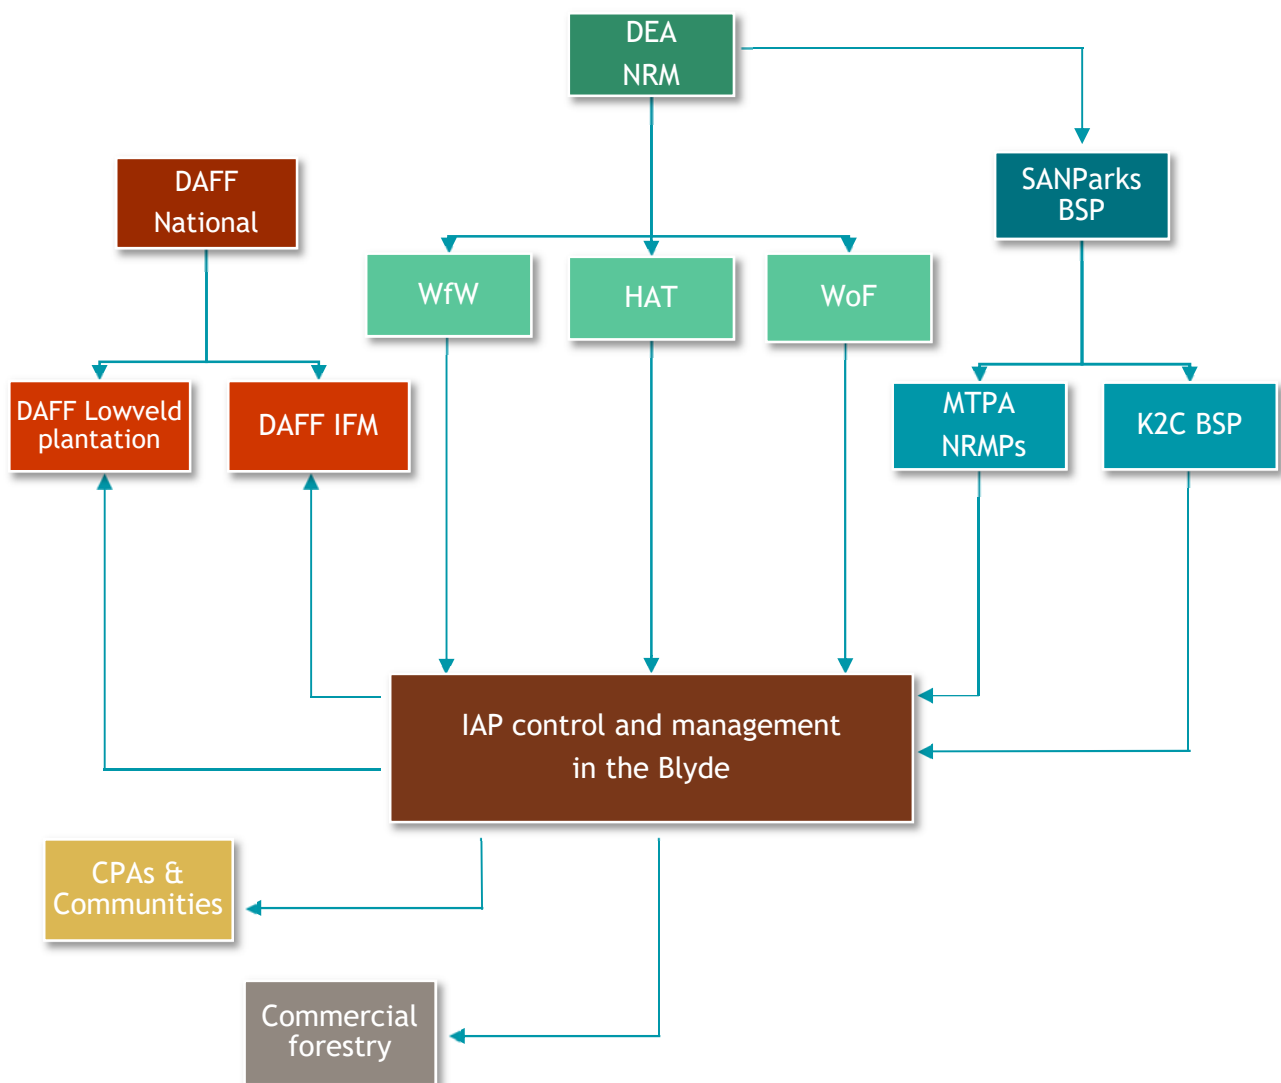 DEA
NRM
DAFF
National
SANParks
BSP
WfW
HAT
WoF
DAFF Lowveld
plantation
DAFF IFM
MTPA
NRMPs
K2C BSP
IAP control and management
in the Blyde
CPAs &
Communities
Commercial
forestry